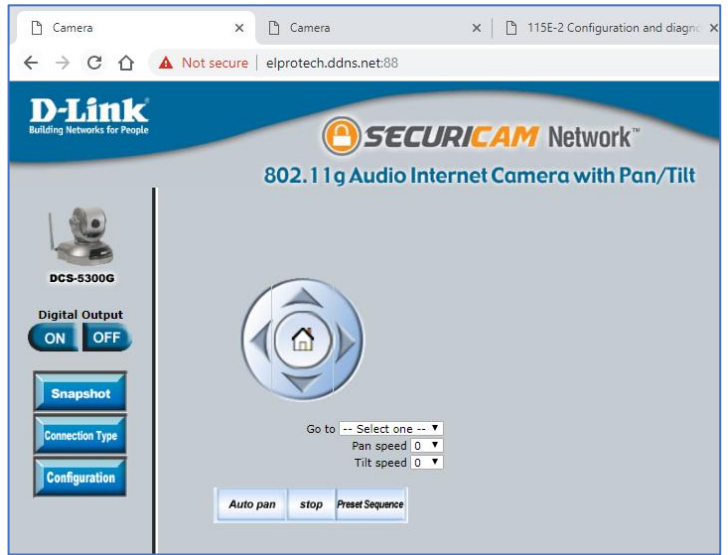 Camera
Camera
115E-2 Configuration and diagn
Not secure | elprotech.ddns.net:88
D-Link
Building Networks for People
SECURICAM Network™
802.11g Audio Internet Camera with Pan/Tilt
DCS-5300G
Digital Output
ON OFF
Snapshot
Connection Type
Configuration
Go to -- Select one --
Pan speed 0
Tilt speed 0
Auto pan stop Preset Sequence